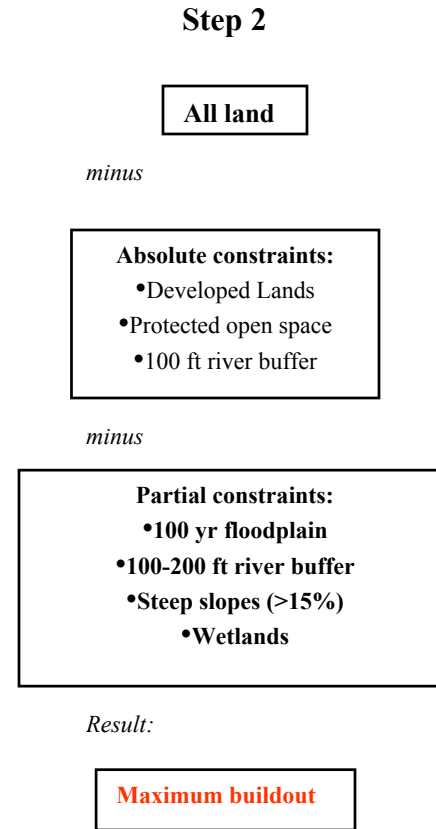 Step 2
All land
minus
Absolute constraints:
•Developed Lands
•Protected open space
•100 ft river buffer
minus
Partial constraints:
•100 yr floodplain
•100-200 ft river buffer
•Steep slopes (>15%)
•Wetlands
Result:
Maximum buildout